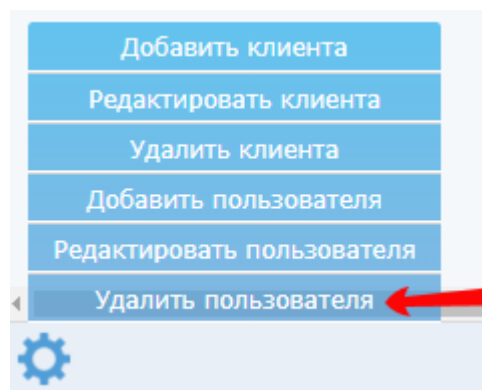 Добавить клиента
Редактировать клиента
Удалить клиента
Добавить пользователя
Редактировать пользователя
Удалить пользователя